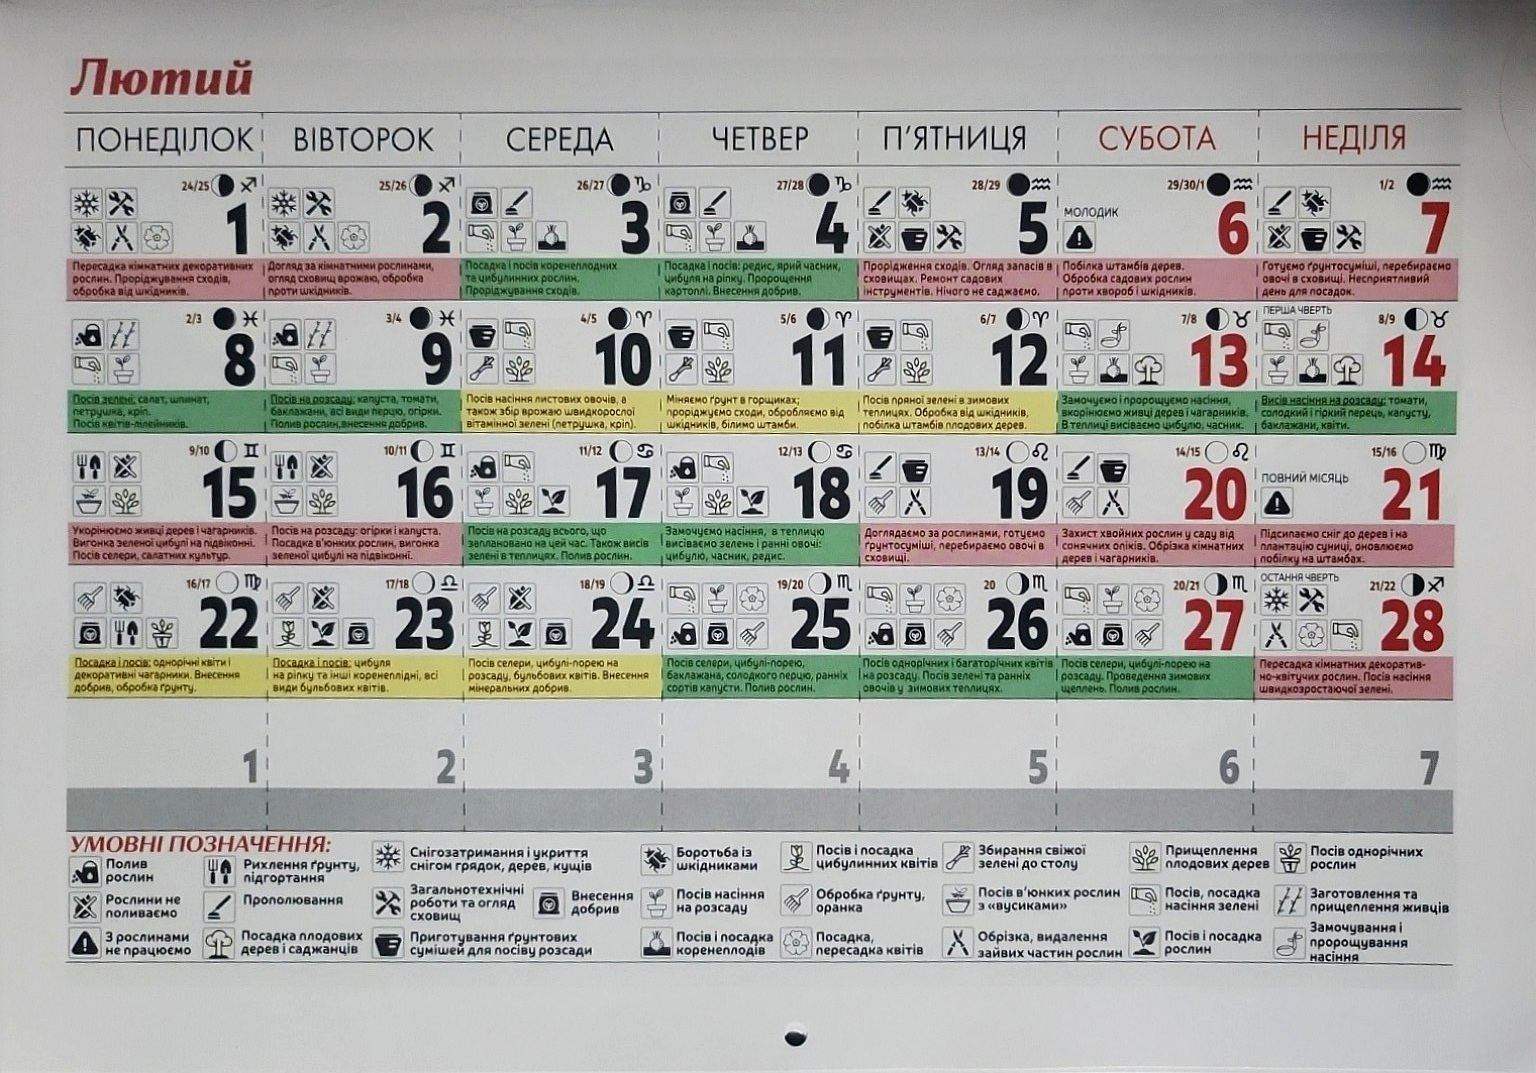 Лютий
ПОНЕДІЛОК ВІВТОРОК СЕРЕДА ЧЕТВЕР П'ЯТНИЦЯ СУБОТА НЕДІЛЯ
24/25
1
Пересадка кімнатних декоративних
рослин. Проріджування сходів,
обробка від шкідників.
25/26
2
Догляд за кімнатними рослинами,
огляд сховищ врожаю, обробка
проти шкідників.
26/27
3
Посадка і посів коренеплодних
та цибулинних рослин.
Проріджування сходів.
27/28
4
Посадка і посів: редис, ярий часник,
цибуля на ріпку. Пророщення
картоплі. Внесення добрив.
28/29
5
Прорідження сходів. Огляд запасів в
сховищах. Ремонт садових
інструментів. Нічого не саджаємо.
29/30/1
МОЛОДИК
6
Побілка штамбів дерев.
Обробка садових рослин
проти хвороб і шкідників.
1/2
7
Готуємо ґрунтосуміші, перебираємо
овочі в сховищі. Несприятливий
день для посадок.
2/3
8
Посів зелені: салат, шпинат,
петрушка, кріп.
Посів квітів-лілейників.
3/4
9
Посів на розсаду: капуста, томати,
баклажани, всі види перцю, огірки.
Полив рослин,внесення добрив.
4/5
10
Посів насіння листових овочів, а
також збір врожаю швидкорослої
вітамінної зелені (петрушка, кріп).
5/6
11
Міняємо ґрунт в горщиках;
проріджуємо сходи, обробляємо від
шкідників, білимо штамби.
6/7
12
Посів пряної зелені в зимових
теплицях. Обробка від шкідників,
побілка штамбів плодових дерев.
7/8
13
Замочуємо і пророщуємо насіння,
вкорінюємо живці дерев і чагарників.
В теплиці висіваємо цибулю, часник.
ПЕРША ЧВЕРТЬ
8/9
14
Висів насіння на розсаду: томати,
солодкий і гіркий перець, капусту,
баклажани, квіти.
9/10
15
Укорінюємо живці дерев і чагарників.
Вигонка зеленої цибулі на підвіконні.
Посів селери, салатних культур.
10/11
16
Посів на розсаду: огірки і капуста.
Посадка в'юнких рослин, вигонка
зеленої цибулі на підвіконні.
11/12
17
Посів на розсаду всього, що
заплановано на цей час. Також висів
зелені в теплицях. Полив рослин.
12/13
18
Замочуємо насіння, в теплицю
висіваємо зелень і ранні овочі:
цибулю, часник, редис.
13/14
19
Доглядаємо за рослинами, готуємо
ґрунтосуміші, перебираємо овочі в
сховищі.
14/15
20
Захист хвойних рослин у саду від
сонячних опіків. Обрізка кімнатних
дерев і чагарників.
15/16
ПОВНИЙ МІСЯЦЬ
21
Підсипаємо сніг до дерев і на
плантацію суниці, оновлюємо
побілку на штамбах.
16/17
22
Посадка і посів: однорічні квіти і
декоративні чагарники. Внесення
добрив, обробка ґрунту.
17/18
23
Посадка і посів: цибуля
на ріпку та інші коренеплідні, всі
види бульбових квітів.
18/19
24
Посів селери, цибулі-порею на
розсаду, бульбових квітів. Внесення
мінеральних добрив.
19/20
25
Посів селери, цибулі-порею,
баклажана, солодкого перцю, ранніх
сортів капусти. Полив рослин.
20
26
Посів однорічних і багаторічних квітів
на розсаду. Посів зелені та ранніх
овочів у зимових теплицях.
20/21
27
Посів селери, цибулі-порею на
розсаду. Проведення зимових
щеплень. Полив рослин.
ОСТАННЯ ЧВЕРТЬ
21/22
28
Пересадка кімнатних декоратив-
но-квітучих рослин. Посів насіння
швидкозростаючої зелені.
1 2 3 4 5 6 7
УМОВНІ ПОЗНАЧЕННЯ:
Полив
рослин
Рослини не
поливаємо
З рослинами
не працюємо
Рихлення ґрунту,
підгортання
Прополювання
Посадка плодових
дерев і саджанців
Снігозатримання і укриття
снігом грядок, дерев, кущів
Загальнотехнічні
роботи та огляд
сховищ
Внесення
добрив
Приготування ґрунтових
сумішей для посіву розсади
Боротьба із
шкідниками
Посів насіння
на розсаду
Посів і посадка
коренеплодів
Посів і посадка
цибулинних квітів
Обробка ґрунту,
оранка
Посадка,
пересадка квітів
Збирання свіжої
зелені до столу
Посів в'юнких рослин
з «вусиками»
Обрізка, видалення
зайвих частин рослин
Прищеплення
плодових дерев
Посів, посадка
насіння зелені
Посів і посадка
рослин
Посів однорічних
рослин
Заготовлення та
прищеплення живців
Замочування і
пророщування
насіння